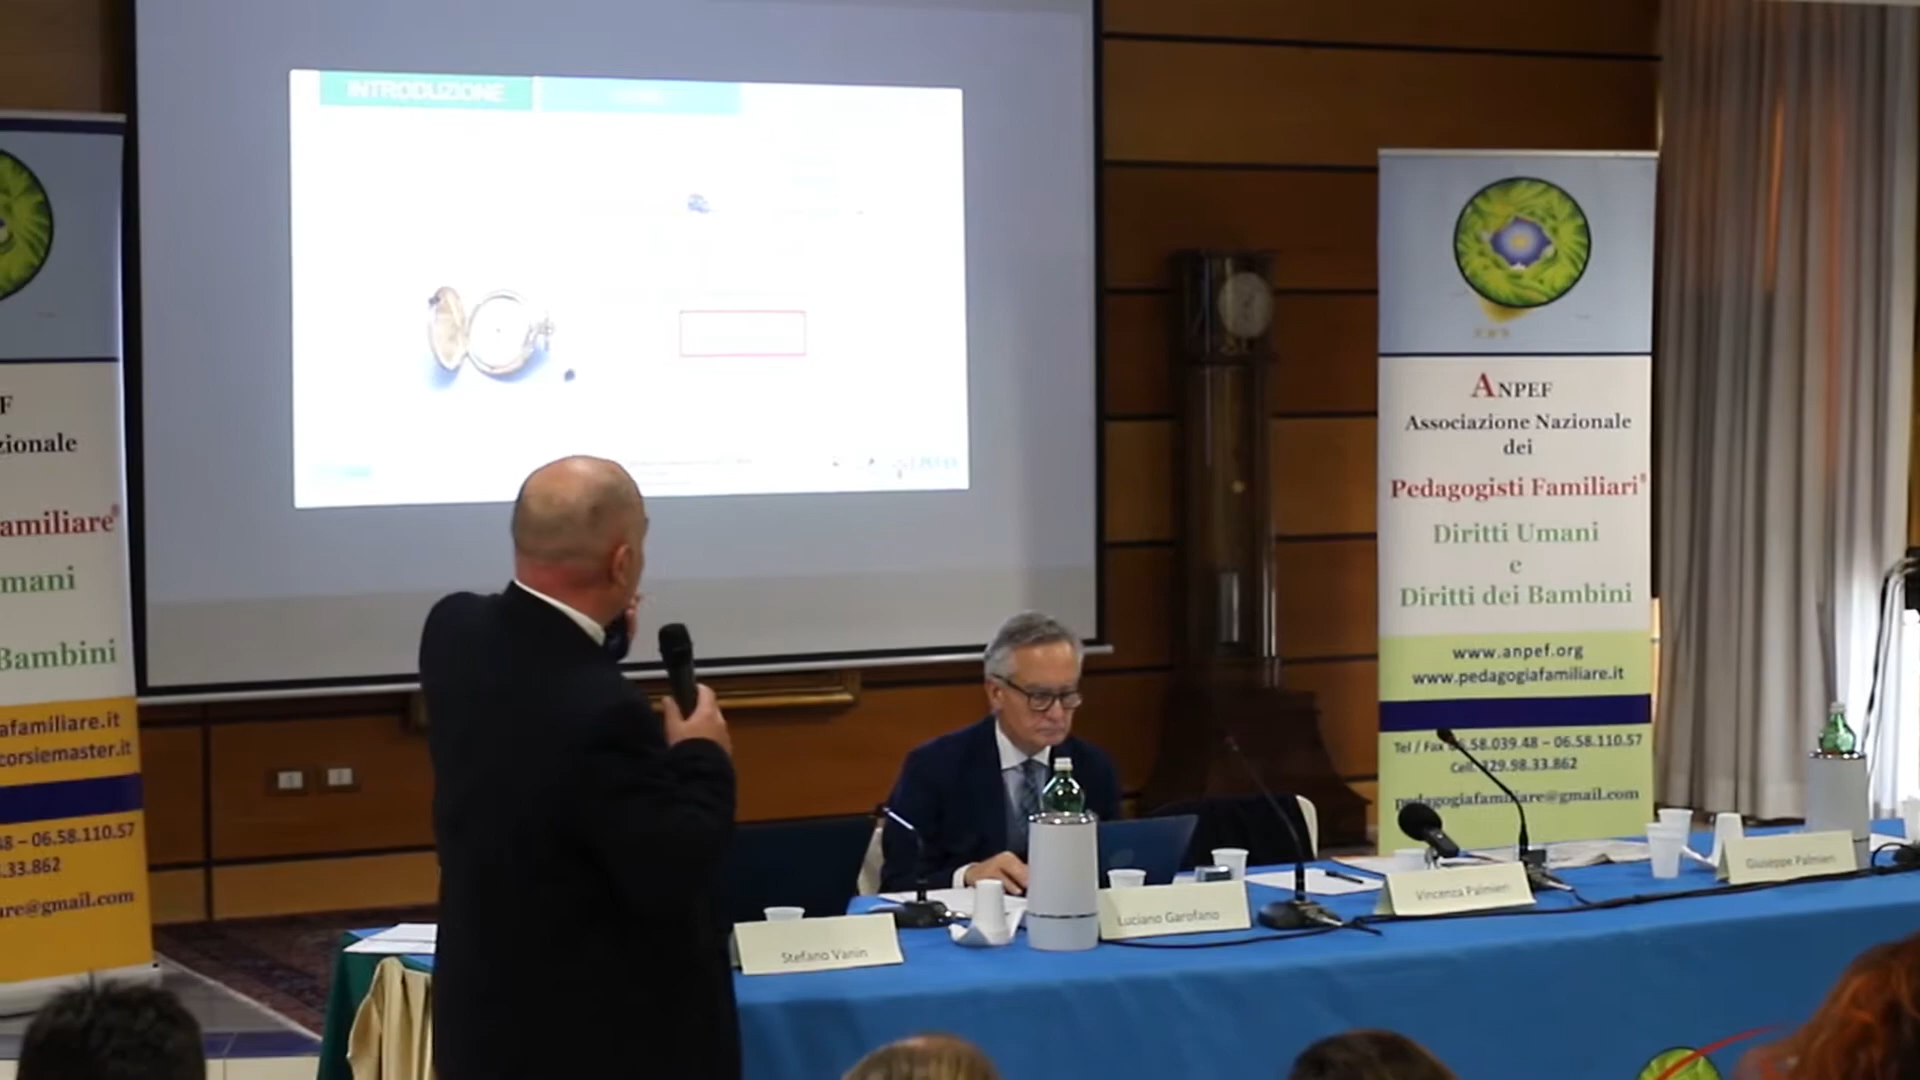 INTRODUZIONE
F
zionale
amiliare®
mani
Bambini
afamiliare.it
corsiemaster.it
48 – 06.58.110.57
.33.862
are@gmail.com
ANPEF
Associazione Nazionale
dei
Pedagogisti Familiari®
Diritti Umani
e
Diritti dei Bambini
www.anpef.org
www.pedagogiafamiliare.it
Tel / Fax 06.58.039.48 – 06.58.110.57
Cell. 329.98.33.862
pedagogiafamiliare@gmail.com
Stefano Vanin
Luciano Garofano
Vincenza Palmieri
Giuseppe Palmieri